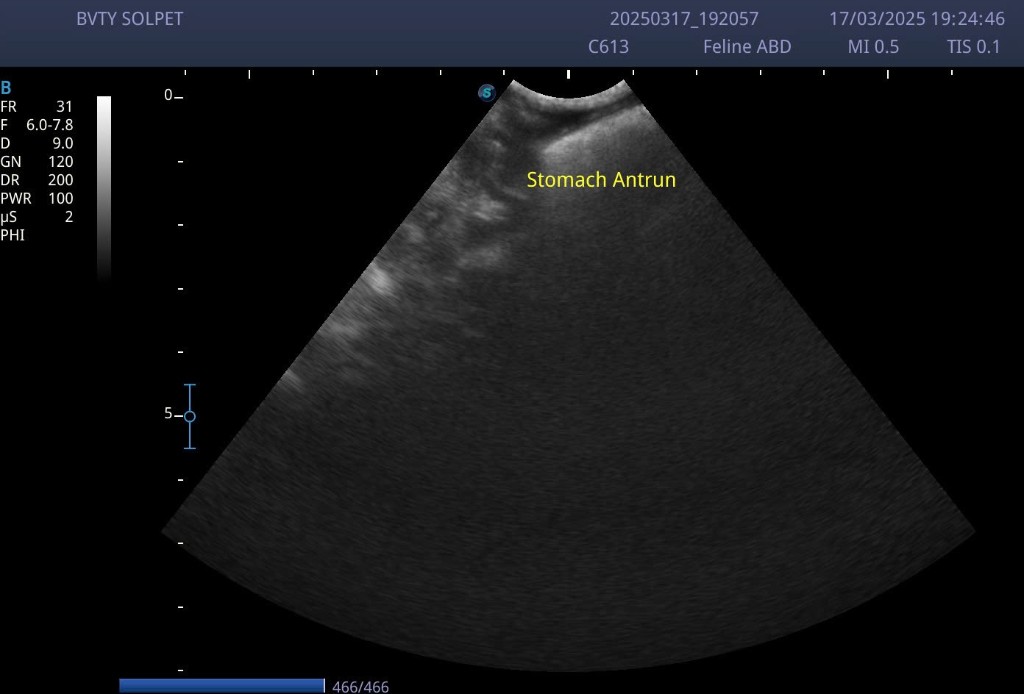 BVTY SOLPET
20250317_192057
17/03/2025 19:24:46
C613
Feline ABD
MI 0.5
TIS 0.1
B
FR 31
F 6.0-7.8
D 9.0
GN 120
DR 200
PWR 100
µS 2
PHI
0
S
Stomach Antrun
5
466/466